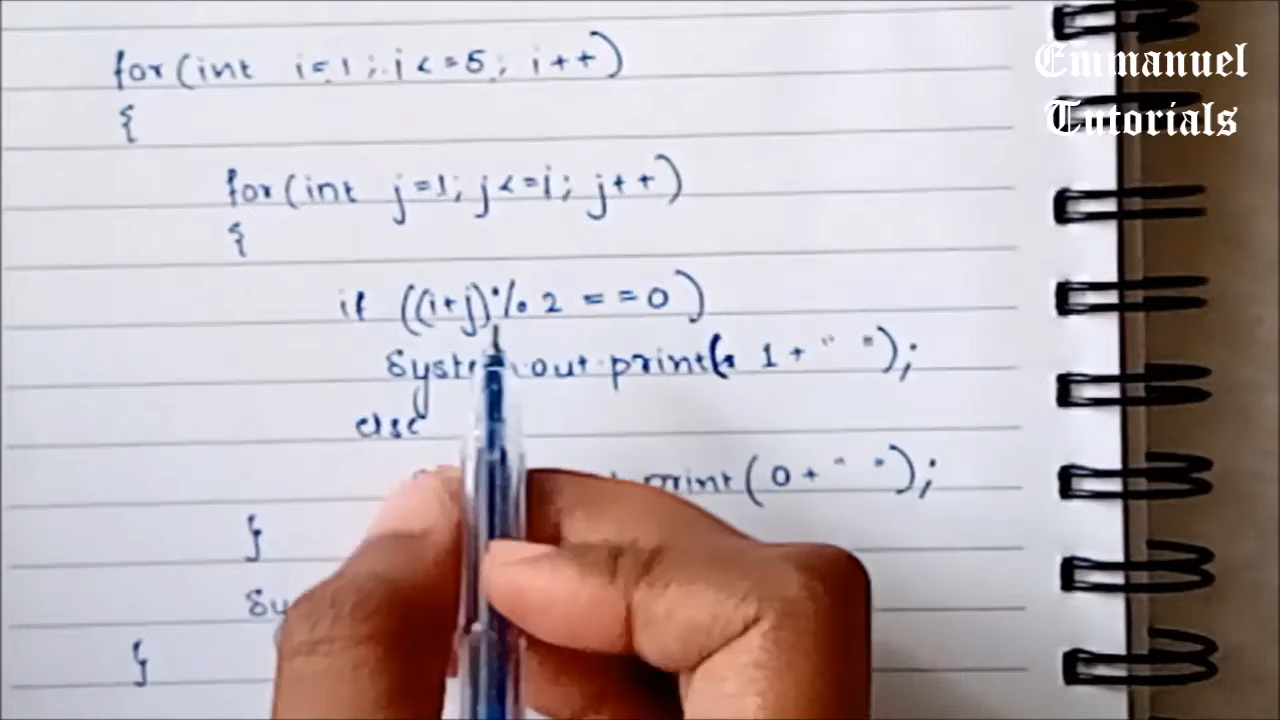 for(int i=1; i<=5; i++)
{
for(int j=1; j<=i; j++)
{
if ((i+j)%2 = =0)
out.print( 1+" ");
else
print(0+" ");
}
}
Emmanuel
Tutorials